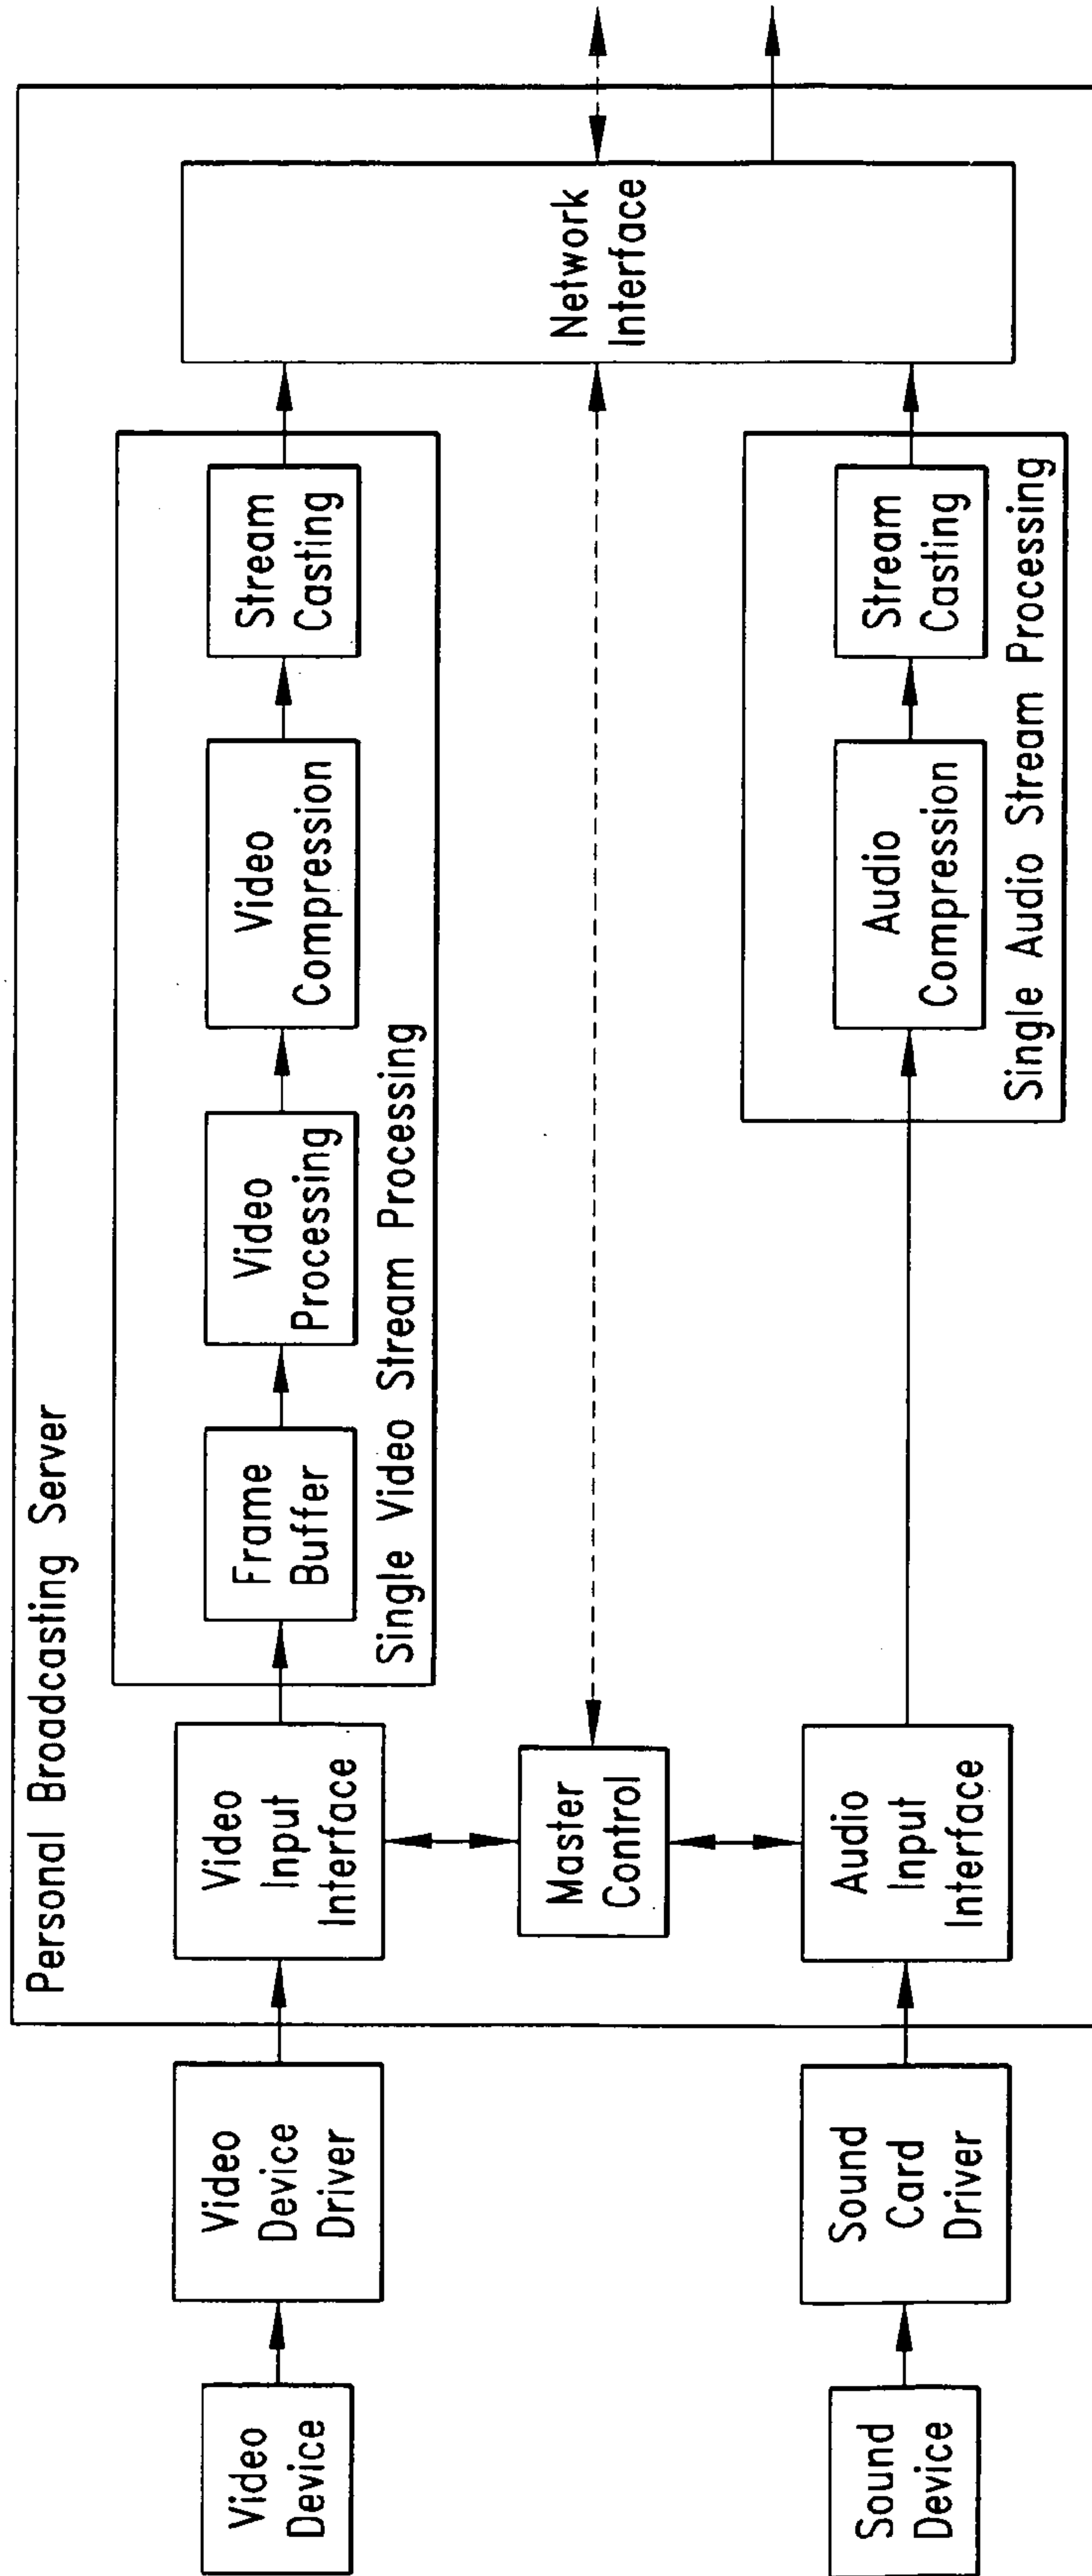 Personal Broadcasting Server
Video
Device
Video
Device
Driver
Video
Input
Interface
Frame
Buffer
Video
Processing
Video
Compression
Stream
Casting
Single Video Stream Processing
Master
Control
Network
Interface
Sound
Device
Sound
Card
Driver
Audio
Input
Interface
Audio
Compression
Stream
Casting
Single Audio Stream Processing